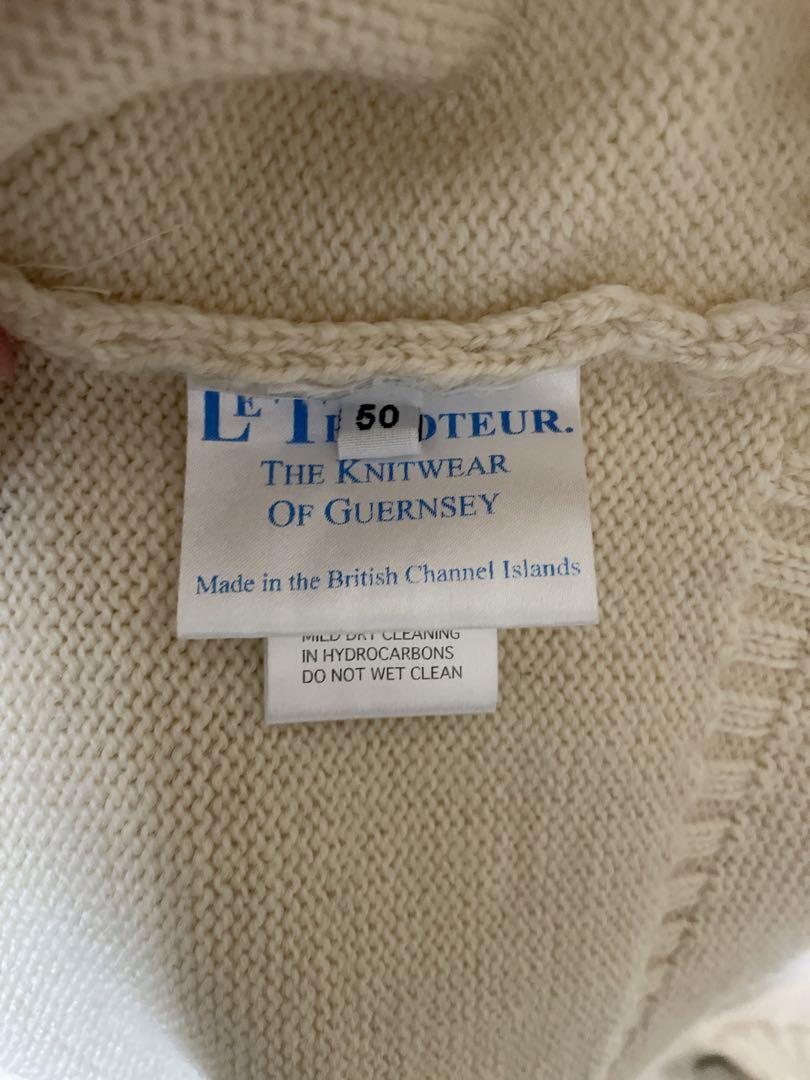 LE
50
THE KNITWEAR
OF GUERNSEY
Made in the British Channel Islands
MILD DRY CLEANING
IN HYDROCARBONS
DO NOT WET CLEAN